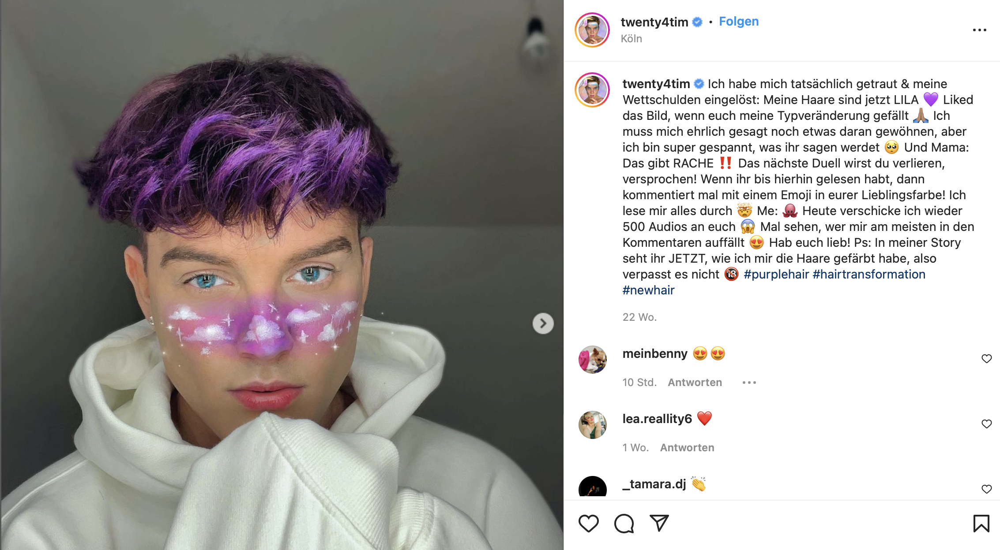 twenty4tim • Folgen
Köln
twenty4tim Ich habe mich tatsächlich getraut & meine
Wettschulden eingelöst: Meine Haare sind jetzt LILA 💜 Liked
das Bild, wenn euch meine Typveränderung gefällt 🙏🏽 Ich
muss mich ehrlich gesagt noch etwas daran gewöhnen, aber
ich bin super gespannt, was ihr sagen werdet 🥺 Und Mama:
Das gibt RACHE ‼️ Das nächste Duell wirst du verlieren,
versprochen! Wenn ihr bis hierhin gelesen habt, dann
kommentiert mal mit einem Emoji in eurer Lieblingsfarbe! Ich
lese mir alles durch 🤯 Me: 🐙 Heute verschicke ich wieder
500 Audios an euch 😱 Mal sehen, wer mir am meisten in den
Kommentaren auffällt 😍 Hab euch lieb! Ps: In meiner Story
seht ihr JETZT, wie ich mir die Haare gefärbt habe, also
verpasst es nicht 🔞 #purplehair #hairtransformation
#newhair
22 Wo.
meinbenny 😍😍
10 Std. Antworten
lea.reallity6 ❤️
1 Wo. Antworten
_tamara.dj 👏